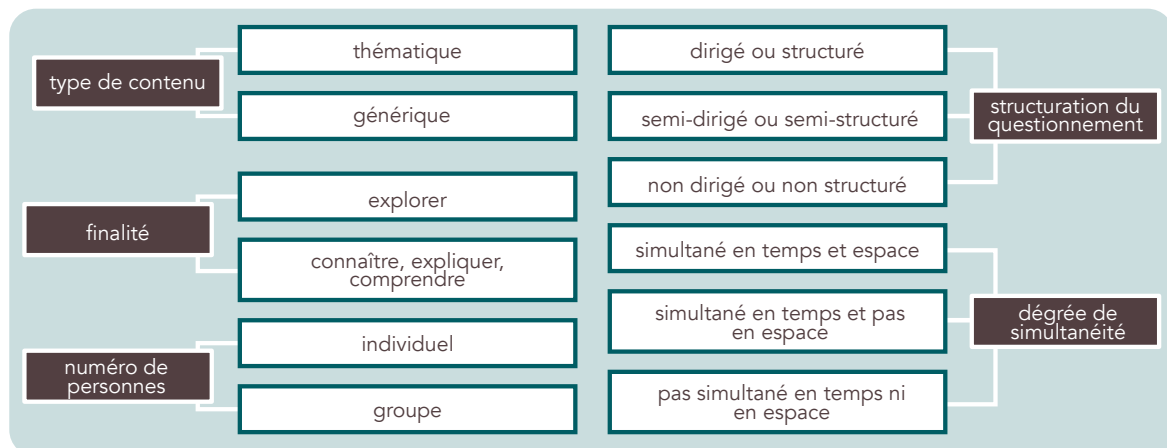 type de contenu
thématique
générique
finalité
explorer
connaître, expliquer,
comprendre
numéro de
personnes
individuel
groupe
dirigé ou structuré
semi-dirigé ou semi-structuré
non dirigé ou non structuré
structuration du
questionnement
simultané en temps et espace
simultané en temps et pas
en espace
pas simultané en temps ni
en espace
dégrée de
simultanéité